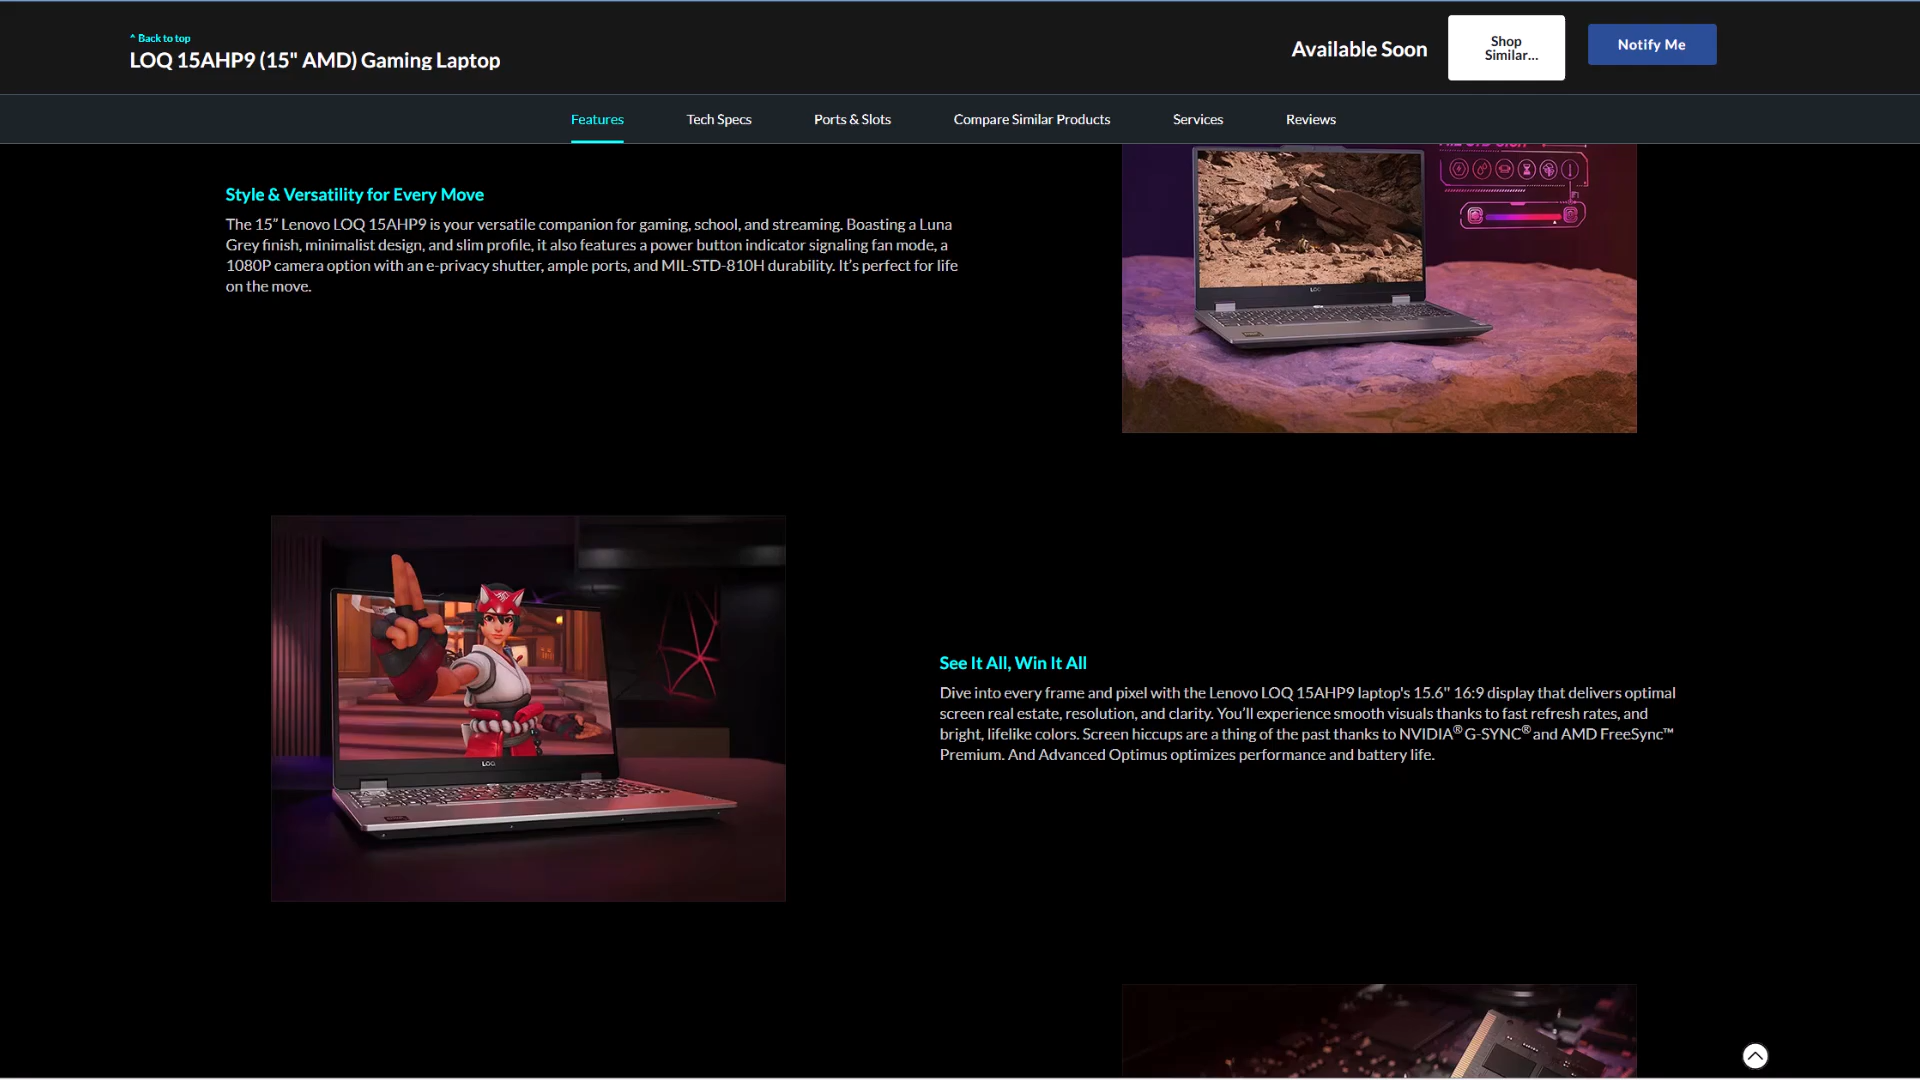 ^ Back to top
LOQ 15AHP9 (15" AMD) Gaming Laptop
Available Soon
Shop
Similar...
Notify Me
Features
Tech Specs
Ports & Slots
Compare Similar Products
Services
Reviews
Style & Versatility for Every Move
The 15” Lenovo LOQ 15AHP9 is your versatile companion for gaming, school, and streaming. Boasting a Luna
Grey finish, minimalist design, and slim profile, it also features a power button indicator signaling fan mode, a
1080P camera option with an e-privacy shutter, ample ports, and MIL-STD-810H durability. It’s perfect for life
on the move.
LOQ
LOQ
See It All, Win It All
Dive into every frame and pixel with the Lenovo LOQ 15AHP9 laptop's 15.6" 16:9 display that delivers optimal
screen real estate, resolution, and clarity. You’ll experience smooth visuals thanks to fast refresh rates, and
bright, lifelike colors. Screen hiccups are a thing of the past thanks to NVIDIA® G-SYNC® and AMD FreeSync™
Premium. And Advanced Optimus optimizes performance and battery life.